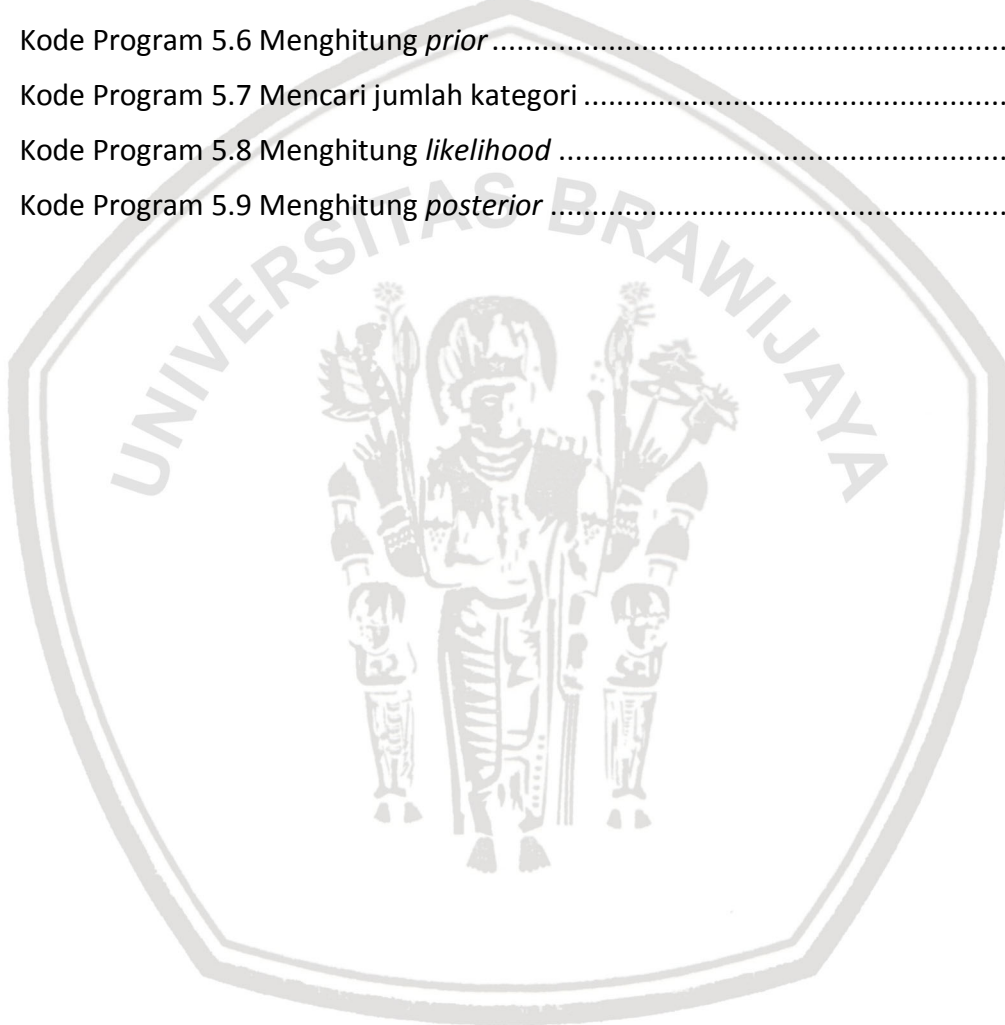 Kode Program 5.6 Menghitung prior ........................................................................
Kode Program 5.7 Mencari jumlah kategori ..........................................................
Kode Program 5.8 Menghitung likelihood ..............................................................
Kode Program 5.9 Menghitung posterior ...............................................................
UNIVERSITAS BRAWIJAYA